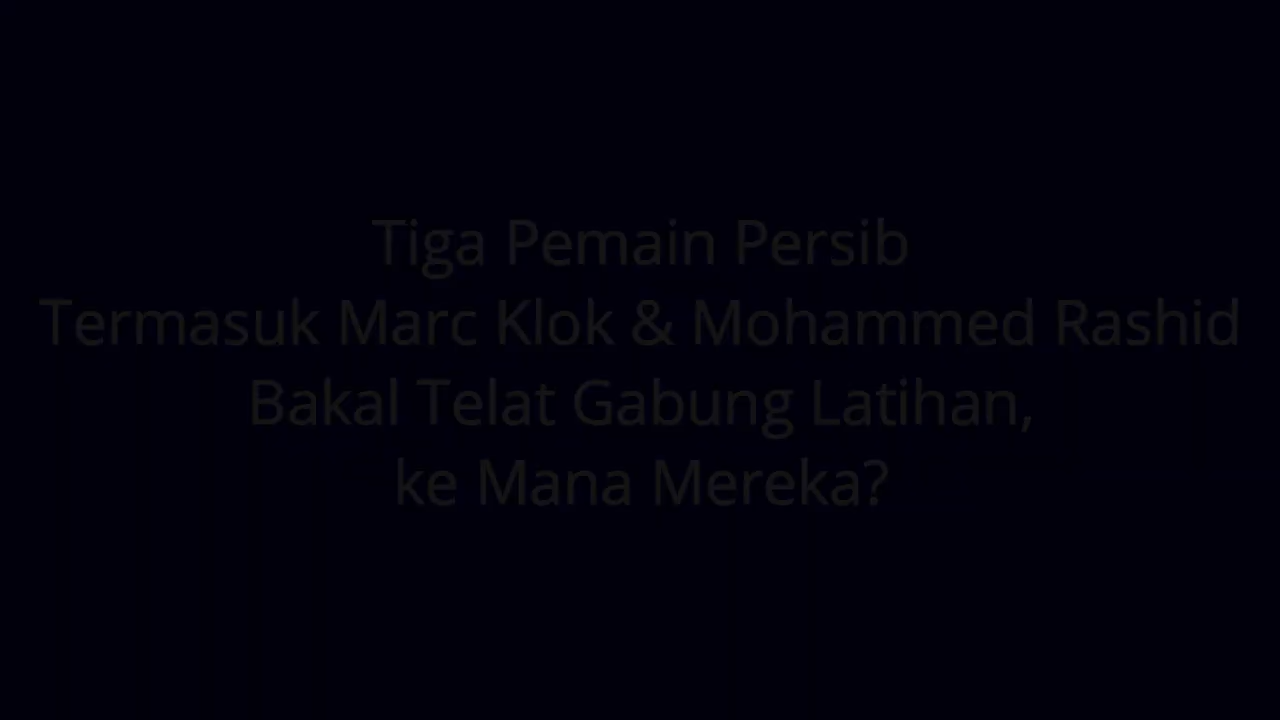 Tiga Pemain Persib
Termasuk Marc Klok & Mohammed Rashid
Bakal Telat Gabung Latihan,
ke Mana Mereka?